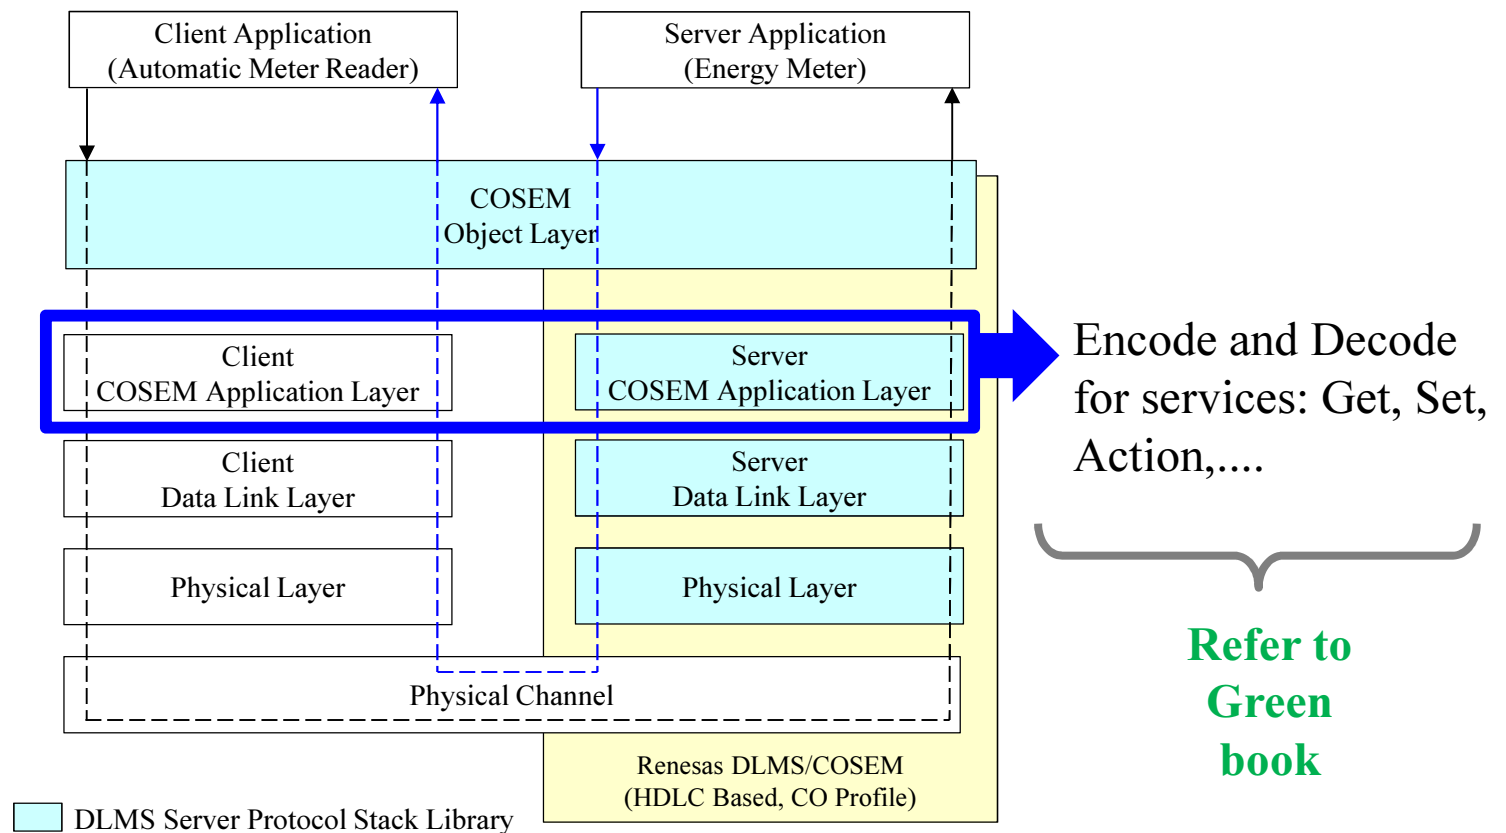 Client Application
(Automatic Meter Reader)
Server Application
(Energy Meter)
COSEM
Object Layer
Client
COSEM Application Layer
Server
COSEM Application Layer
Encode and Decode
for services: Get, Set,
Action,....
Client
Data Link Layer
Server
Data Link Layer
Physical Layer
Physical Layer
Refer to
Green
book
Physical Channel
Renesas DLMS/COSEM
(HDLC Based, CO Profile)
DLMS Server Protocol Stack Library